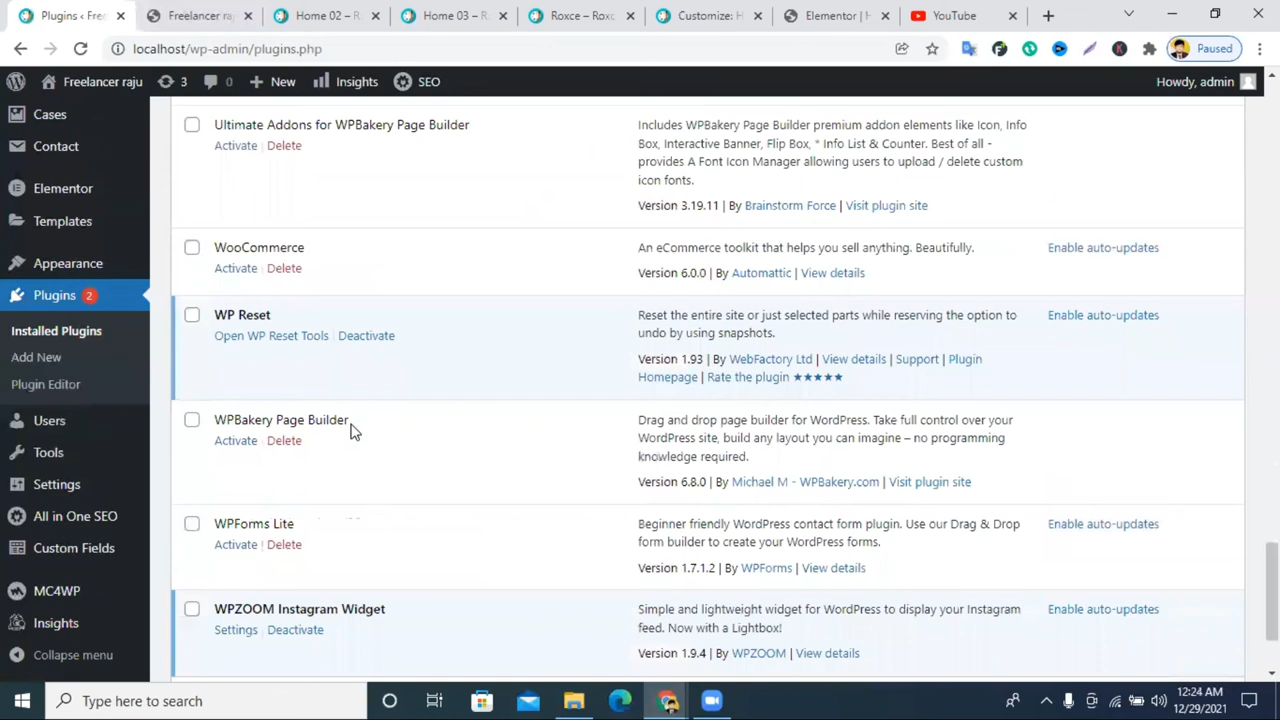 Plugins ‹ Free
Freelancer raj
Home 02 – R
Home 03 – R.
Roxce – Roxc
Customize: H
Elementor | H
YouTube
localhost/wp-admin/plugins.php
Paused
Freelancer raju
3
0
New
Insights
SEO
Howdy, admin
Cases
Contact
Elementor
Templates
Appearance
Plugins 2
Installed Plugins
Add New
Plugin Editor
Users
Tools
Settings
All in One SEO
Custom Fields
MC4WP
Insights
Collapse menu
Ultimate Addons for WPBakery Page Builder
Activate | Delete
Includes WPBakery Page Builder premium addon elements like Icon, Info
Box, Interactive Banner, Flip Box, * Info List & Counter. Best of all -
provides A Font Icon Manager allowing users to upload / delete custom
icon fonts.
Version 3.19.11 | By Brainstorm Force | Visit plugin site
WooCommerce
Activate | Delete
An eCommerce toolkit that helps you sell anything. Beautifully.
Version 6.0.0 | By Automattic | View details
Enable auto-updates
WP Reset
Open WP Reset Tools | Deactivate
Reset the entire site or just selected parts while reserving the option to
undo by using snapshots.
Version 1.93 | By WebFactory Ltd | View details | Support | Plugin
Homepage | Rate the plugin ★★★★★
Enable auto-updates
WPBakery Page Builder
Activate | Delete
Drag and drop page builder for WordPress. Take full control over your
WordPress site, build any layout you can imagine – no programming
knowledge required.
Version 6.8.0 | By Michael M - WPBakery.com | Visit plugin site
WPForms Lite
Activate | Delete
Beginner friendly WordPress contact form plugin. Use our Drag & Drop
form builder to create your WordPress forms.
Version 1.7.1.2 | By WPForms | View details
Enable auto-updates
WPZOOM Instagram Widget
Settings | Deactivate
Simple and lightweight widget for WordPress to display your Instagram
feed. Now with a Lightbox!
Version 1.9.4 | By WPZOOM | View details
Enable auto-updates
Type here to search
12:24 AM
12/29/2021